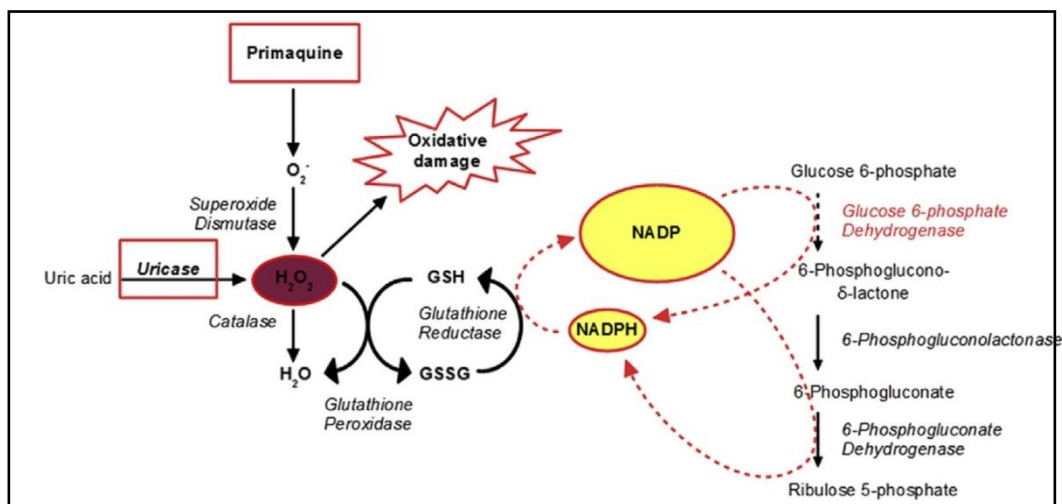 Primaquine
Oxidative
damage
O2-
Superoxide
Dismutase
Uric acid
Uricase
H2O2
Catalase
H2O
GSH
Glutathione
Reductase
GSSG
Glutathione
Peroxidase
NADP
NADPH
Glucose 6-phosphate
Glucose 6-phosphate
Dehydrogenase
6-Phosphoglucono-
δ-lactone
6-Phosphogluconolactonase
6-Phosphogluconate
6-Phosphogluconate
Dehydrogenase
Ribulose 5-phosphate